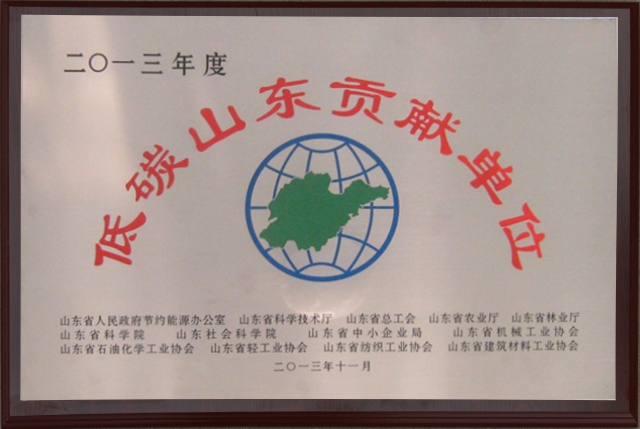 二〇一三年度
低碳山东贡献单位
山东省人民政府节约能源办公室 山东省科学技术厅 山东省总工会 山东省农业厅 山东省林业厅
山东省科学院 山东社会科学院 山东省中小企业局 山东省机械工业协会
山东省石油化学工业协会 山东省轻工业协会 山东省纺织工业协会 山东省建筑材料工业协会
二〇一三年十一月